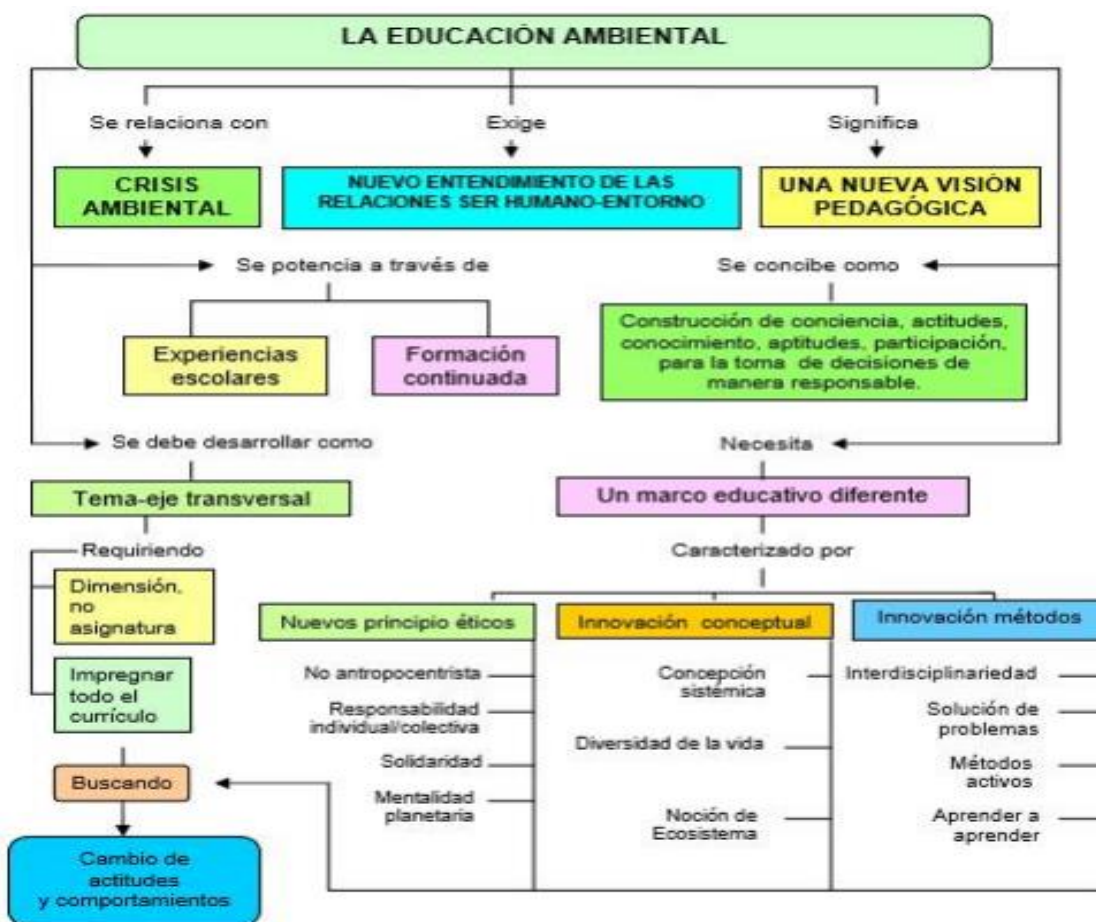 LA EDUCACIÓN AMBIENTAL
Se relaciona con
Exige
Significa
CRISIS
AMBIENTAL
NUEVO ENTENDIMIENTO DE LAS
RELACIONES SER HUMANO-ENTORNO
UNA NUEVA VISIÓN
PEDAGÓGICA
Se potencia a través de
Se concibe como
Experiencias
escolares
Formación
continuada
Construcción de conciencia, actitudes,
conocimiento, aptitudes, participación,
para la toma de decisiones de
manera responsable.
Se debe desarrollar como
Necesita
Tema-eje transversal
Un marco educativo diferente
Requiriendo
Caracterizado por
Dimensión,
no
asignatura
Impregnar
todo el
currículo
Nuevos principio éticos
Innovación conceptual
Innovación métodos
No antropocentrista
Responsabilidad
individual/colectiva
Solidaridad
Mentalidad
planetaria
Concepción
sistémica
Diversidad de la vida
Noción de
Ecosistema
Interdisciplinariedad
Solución de
problemas
Métodos
activos
Aprender a
aprender
Buscando
Cambio de
actitudes
y comportamientos